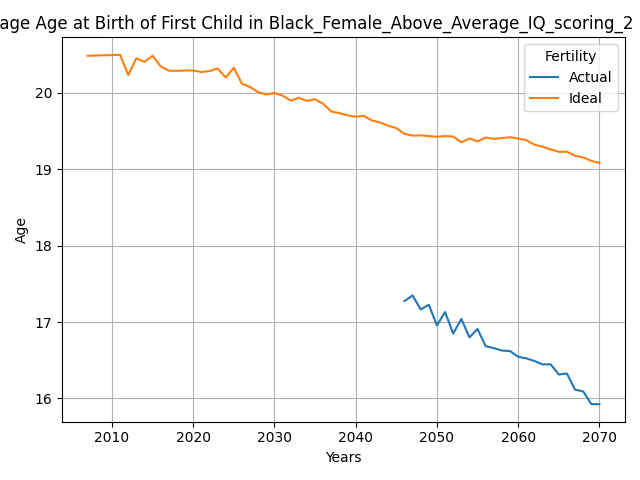 age Age at Birth of First Child in Black_Female_Above_Average_IQ_scoring_2
Fertility
Actual
Ideal
20
19
18
17
16
Age
2010 2020 2030 2040 2050 2060 2070
Years